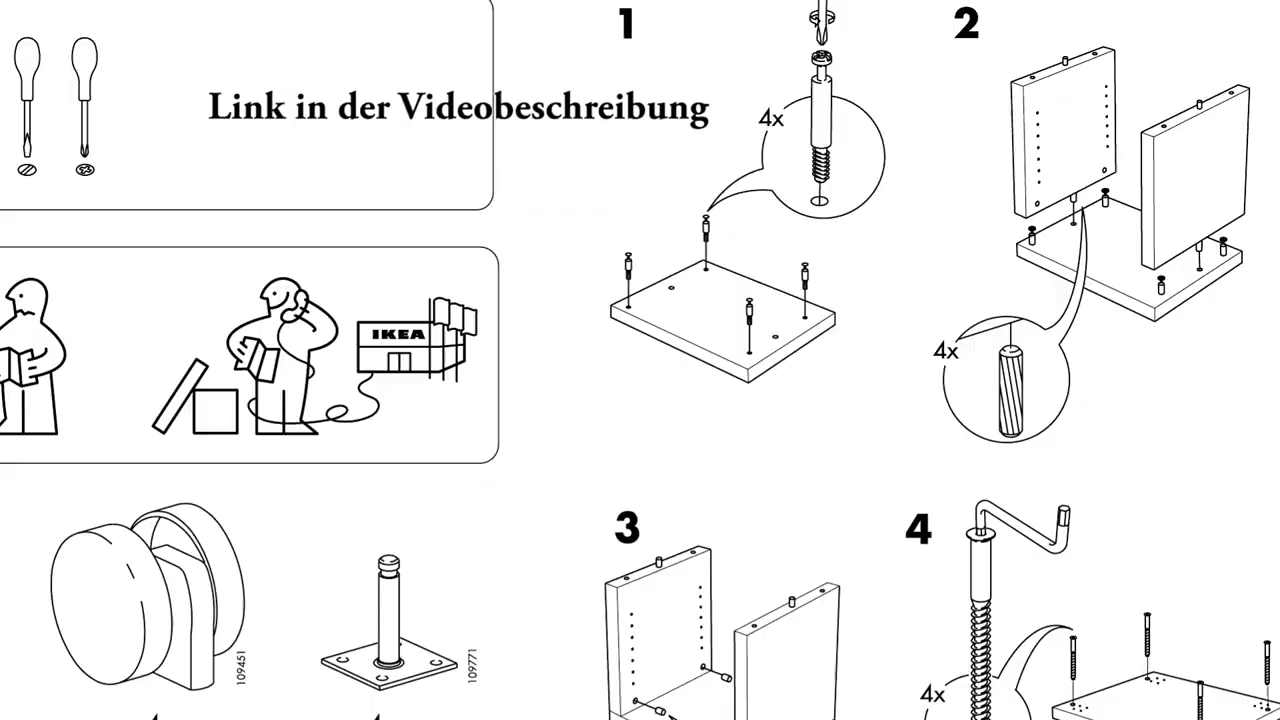 1
2
Link in der Videobeschreibung
4x
IKEA
4x
3
4
109451
109771
4x